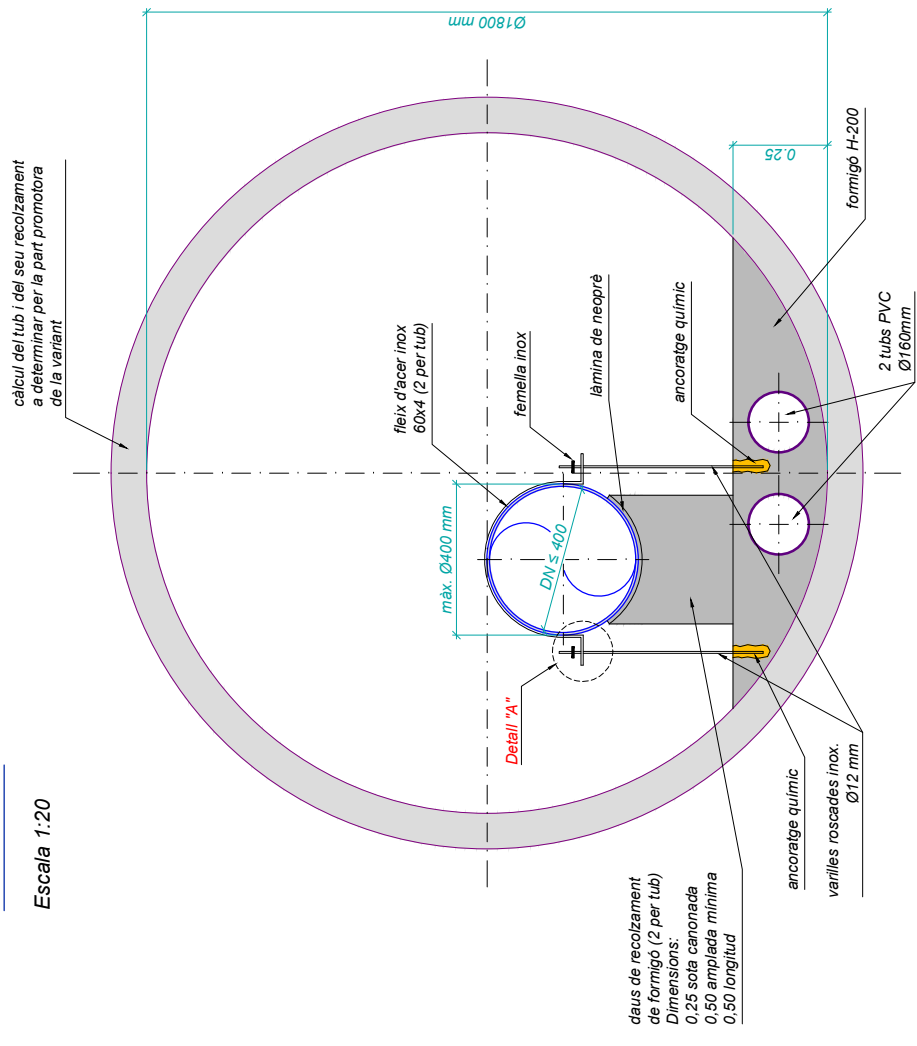 càlcul del tub i del seu recolzament
a determinar per la part promotora
de la variant
Ø1800 mm
Escala 1:20
fleix d'acer inox
60x4 (2 per tub)
femella inox
làmina de neoprè
ancoratge químic
0.25
formigó H-200
màx. Ø400 mm
DN ≤ 400
Detall "A"
2 tubs PVC
Ø160mm
daus de recolzament
de formigó (2 per tub)
Dimensions:
0,25 sota canonada
0,50 amplada mínima
0,50 longitud
ancoratge químic
varilles roscades inox.
Ø12 mm